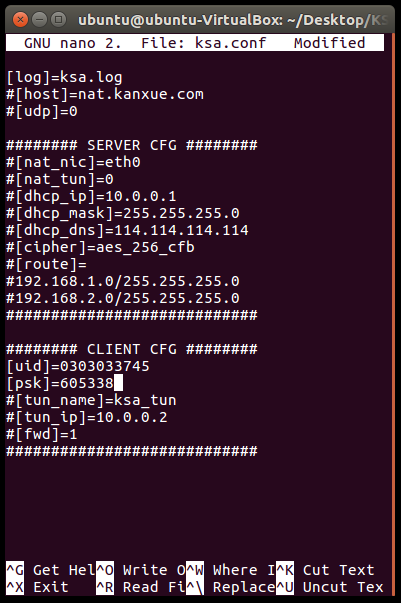 ubuntu@ubuntu-VirtualBox: ~/Desktop/KS
GNU nano 2. File: ksa.conf Modified
[log]=ksa.log
#[host]=nat.kanxue.com
#[udp]=0
######## SERVER CFG ########
#[nat_nic]=eth0
#[nat_tun]=0
#[dhcp_ip]=10.0.0.1
#[dhcp_mask]=255.255.255.0
#[dhcp_dns]=114.114.114.114
#[cipher]=aes_256_cfb
#[route]=
#192.168.1.0/255.255.255.0
#192.168.2.0/255.255.255.0
############################
######## CLIENT CFG ########
[uid]=0303033745
[psk]=605338
#[tun_name]=ksa_tun
#[tun_ip]=10.0.0.2
#[fwd]=1
############################
^G Get Hel^O Write O^W Where I^K Cut Text
^X Exit ^R Read Fi^\ Replace^U Uncut Tex